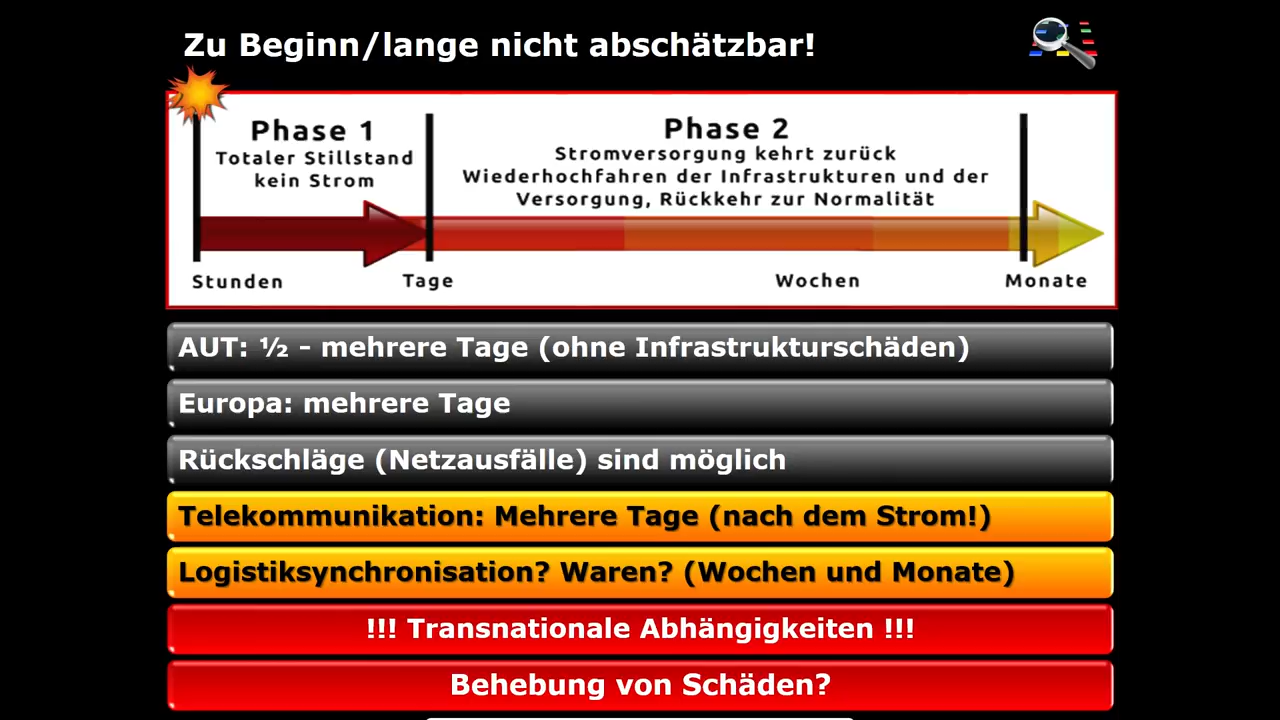 Zu Beginn/lange nicht abschätzbar!
Phase 1
Totaler Stillstand
kein Strom
Phase 2
Stromversorgung kehrt zurück
Wiederhochfahren der Infrastrukturen und der
Versorgung, Rückkehr zur Normalität
Stunden
Tage
Wochen
Monate
AUT: ½ - mehrere Tage (ohne Infrastrukturschäden)
Europa: mehrere Tage
Rückschläge (Netzausfälle) sind möglich
Telekommunikation: Mehrere Tage (nach dem Strom!)
Logistiksynchronisation? Waren? (Wochen und Monate)
!!! Transnationale Abhängigkeiten !!!
Behebung von Schäden?